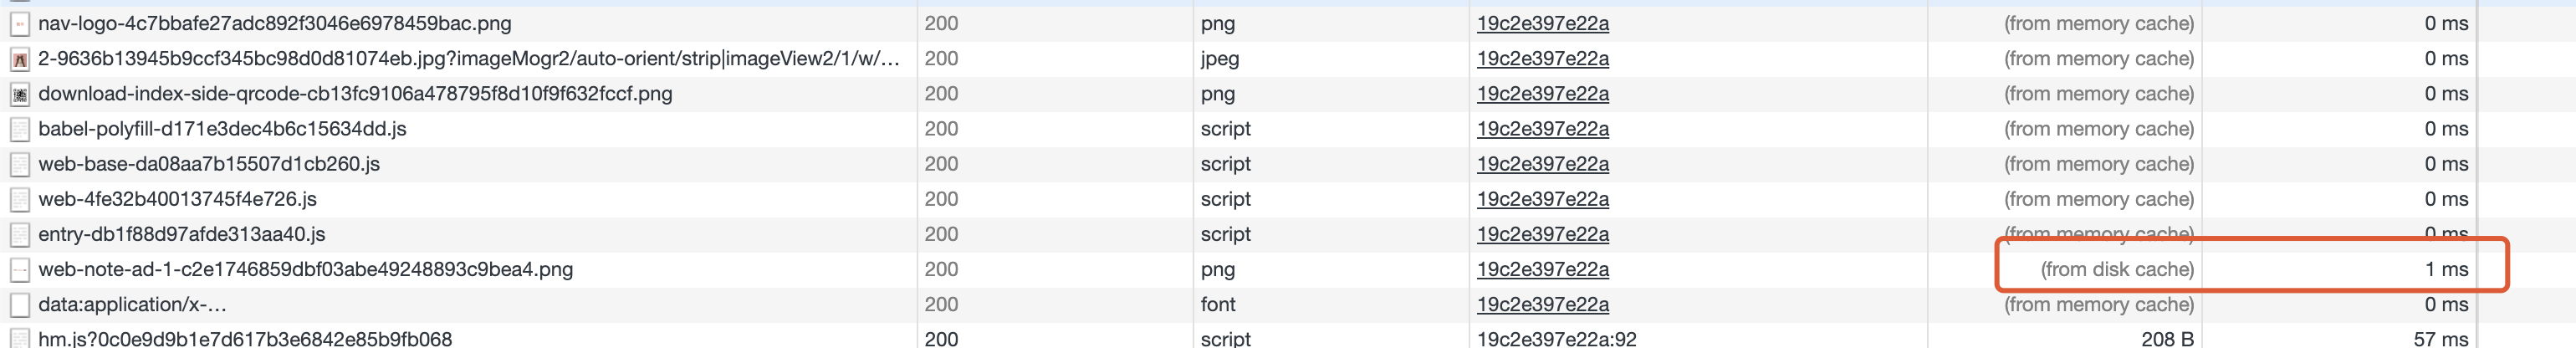 nav-logo-4c7bbafe27adc892f3046e6978459bac.png 200 png 19c2e397e22a (from memory cache) 0 ms
2-9636b13945b9ccf345bc98d0d81074eb.jpg?imageMogr2/auto-orient/strip|imageView2/1/w/… 200 jpeg 19c2e397e22a (from memory cache) 0 ms
download-index-side-qrcode-cb13fc9106a478795f8d10f9f632fccf.png 200 png 19c2e397e22a (from memory cache) 0 ms
babel-polyfill-d171e3dec4b6c15634dd.js 200 script 19c2e397e22a (from memory cache) 0 ms
web-base-da08aa7b15507d1cb260.js 200 script 19c2e397e22a (from memory cache) 0 ms
web-4fe32b40013745f4e726.js 200 script 19c2e397e22a (from memory cache) 0 ms
entry-db1f88d97afde313aa40.js 200 script 19c2e397e22a (from memory cache) 0 ms
web-note-ad-1-c2e1746859dbf03abe49248893c9bea4.png 200 png 19c2e397e22a (from disk cache) 1 ms
data:application/x-… 200 font 19c2e397e22a (from memory cache) 0 ms
hm.js?0c0e9d9b1e7d617b3e6842e85b9fb068 200 script 19c2e397e22a:92 208 B 57 ms